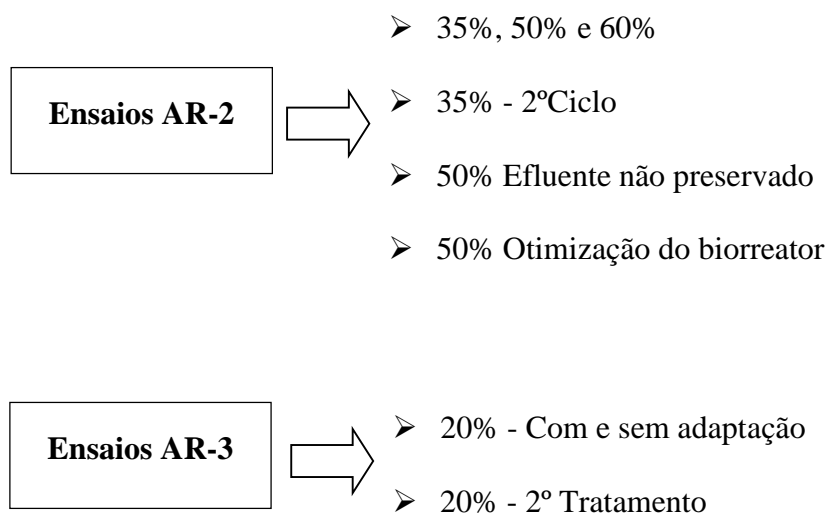 35%, 50% e 60%
Ensaios AR-2
35% - 2ºCiclo
50% Efluente não preservado
50% Otimização do biorreator
Ensaios AR-3
20% - Com e sem adaptação
20% - 2º Tratamento